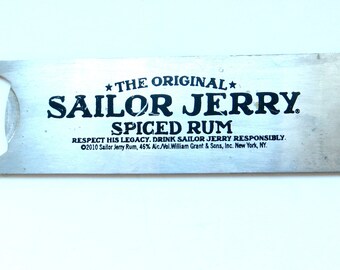 ★THE ORIGINAL★
SAILOR JERRY®
SPICED RUM
RESPECT HIS LEGACY. DRINK SAILOR JERRY RESPONSIBLY.
©2010 Sailor Jerry Rum, 46% Alc./Vol. William Grant & Sons, Inc. New York, NY.